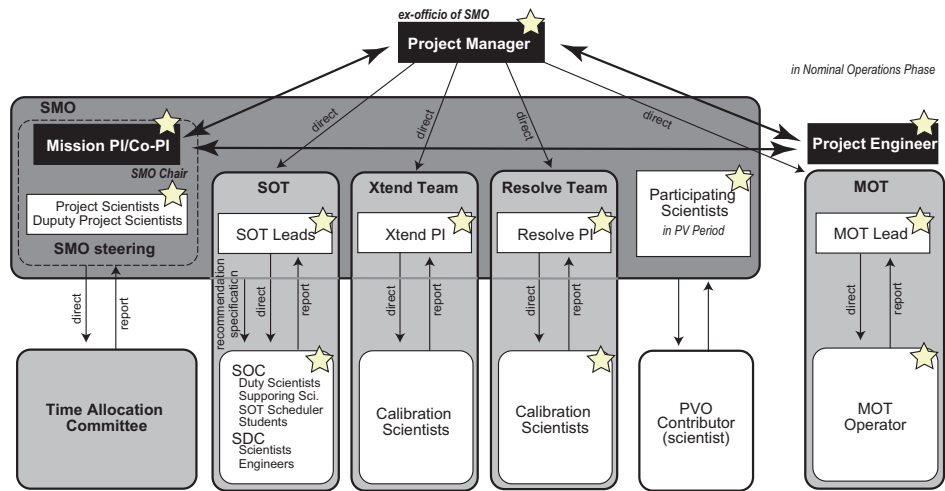 ex-officio of SMO
Project Manager
in Nominal Operations Phase
SMO
direct
direct
direct
direct
Mission PI/Co-PI
SMO Chair
Project Engineer
Project Scientists
Duputy Project Scientists
SMO steering
SOT
SOT Leads
Xtend Team
Xtend PI
Resolve Team
Resolve PI
Participating
Scientists
in PV Period
MOT
MOT Lead
direct
report
recommendation
specification
direct
report
direct
report
direct
report
direct
report
Time Allocation
Committee
SOC
Duty Scientists
Supporing Sci.
SOT Scheduler
Students
SDC
Scientists
Engineers
Calibration
Scientists
Calibration
Scientists
PVO
Contributor
(scientist)
MOT
Operator